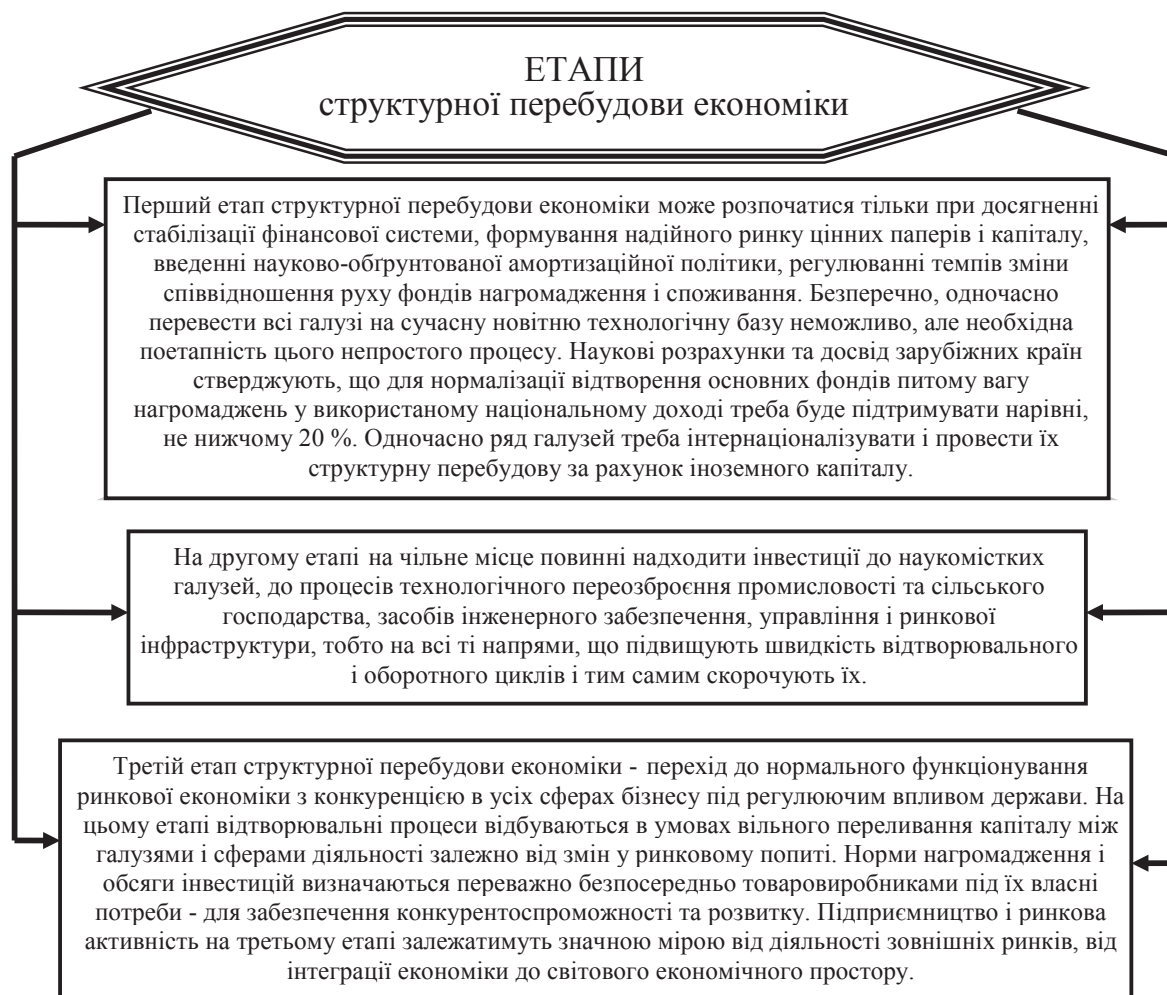 ЕТАПИ
структурної перебудови економіки
Перший етап структурної перебудови економіки може розпочатися тільки при досягненні
стабілізації фінансової системи, формування надійного ринку цінних паперів і капіталу,
введенні науково-обґрунтованої амортизаційної політики, регулюванні темпів зміни
співвідношення руху фондів нагромадження і споживання. Безперечно, одночасно
перевести всі галузі на сучасну новітню технологічну базу неможливо, але необхідна
поетапність цього непростого процесу. Наукові розрахунки та досвід зарубіжних країн
стверджують, що для нормалізації відтворення основних фондів питому вагу
нагромаджень у використаному національному доході треба буде підтримувати нарівні,
не нижчому 20 %. Одночасно ряд галузей треба інтернаціоналізувати і провести їх
структурну перебудову за рахунок іноземного капіталу.
На другому етапі на чільне місце повинні надходити інвестиції до наукомістких
галузей, до процесів технологічного переозброєння промисловості та сільського
господарства, засобів інженерного забезпечення, управління і ринкової
інфраструктури, тобто на всі ті напрями, що підвищують швидкість відтворювального
і оборотного циклів і тим самим скорочують їх.
Третій етап структурної перебудови економіки - перехід до нормального функціонування
ринкової економіки з конкуренцією в усіх сферах бізнесу під регулюючим впливом держави. На
цьому етапі відтворювальні процеси відбуваються в умовах вільного переливання капіталу між
галузями і сферами діяльності залежно від змін у ринковому попиті. Норми нагромадження і
обсяги інвестицій визначаються переважно безпосередньо товаровиробниками під їх власні
потреби - для забезпечення конкурентоспроможності та розвитку. Підприємництво і ринкова
активність на третьому етапі залежатимуть значною мірою від діяльності зовнішніх ринків, від
інтеграції економіки до світового економічного простору.